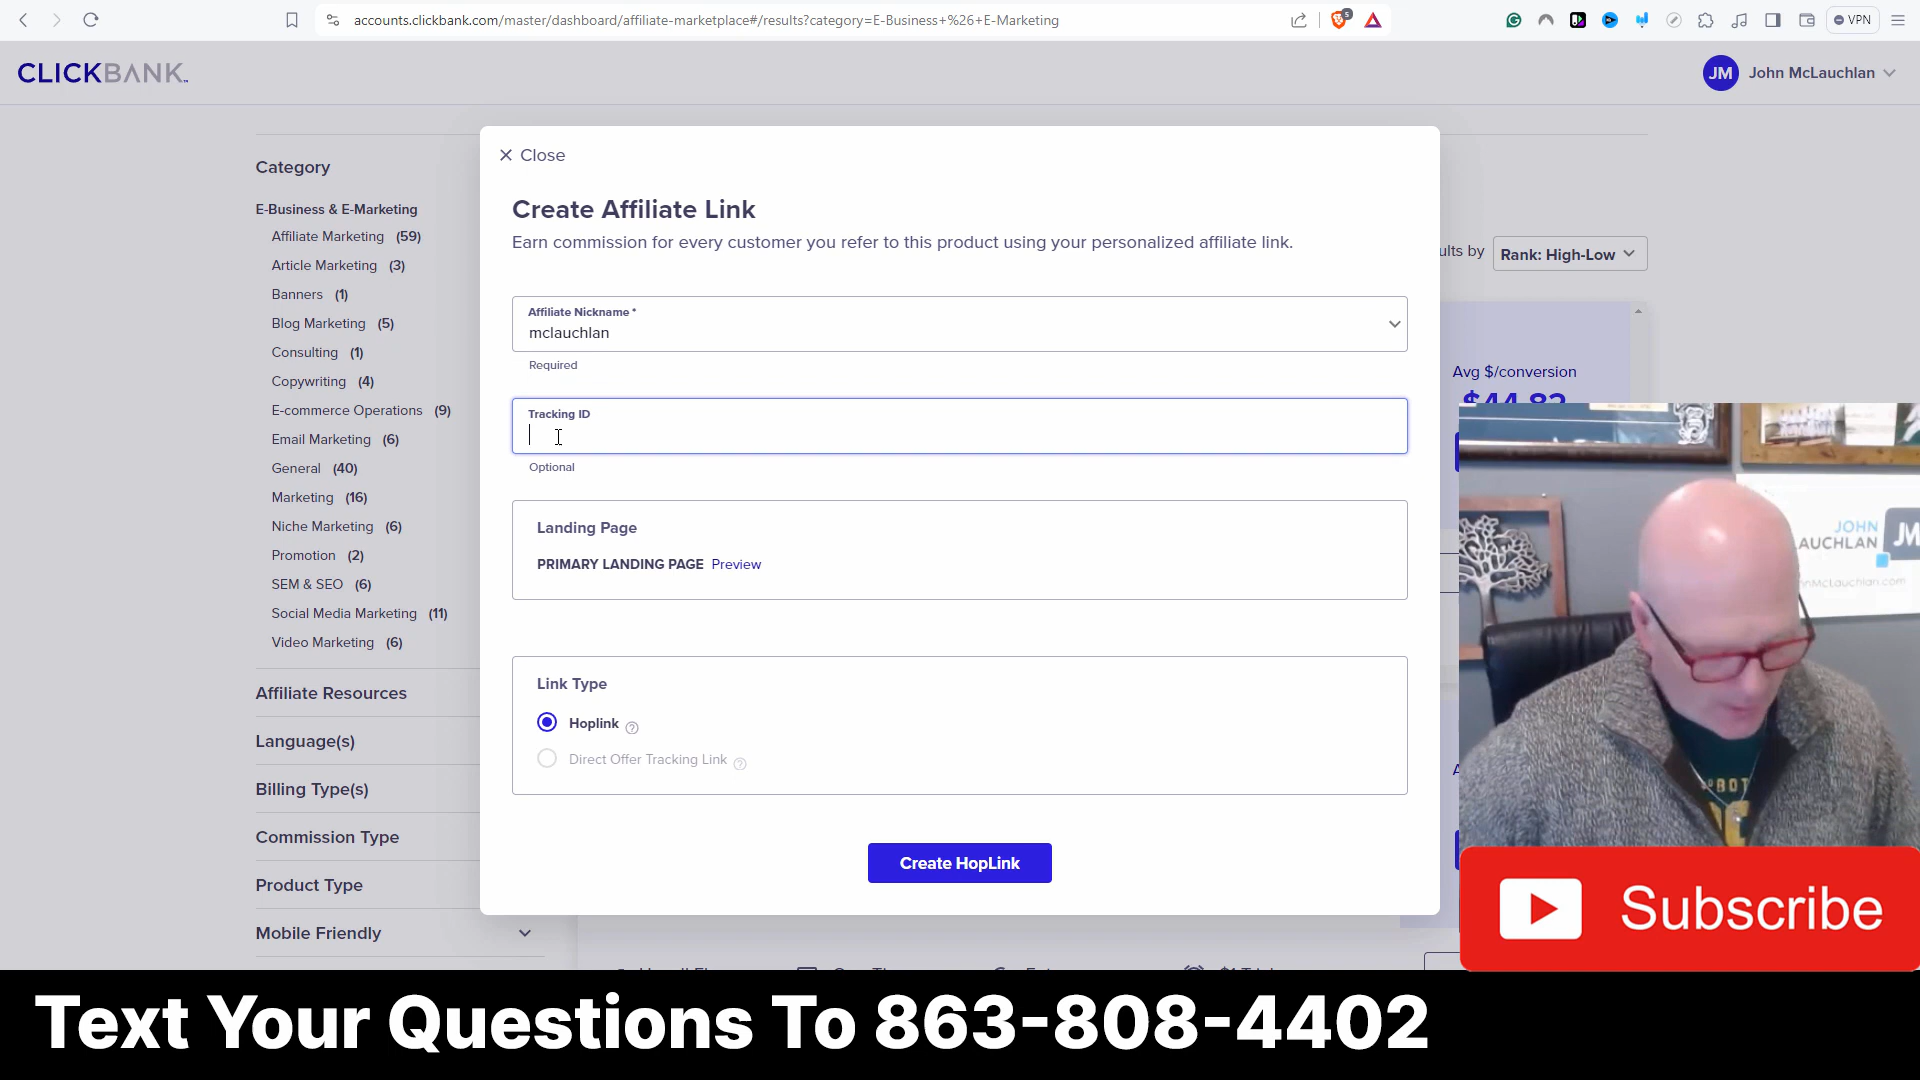 accounts.clickbank.com/master/dashboard/affiliate-marketplace#/results?category=E-Business+%26+E-Marketing
5
VPN
CLICKBANK
JM
John McLauchlan
Category
E-Business & E-Marketing
Affiliate Marketing (59)
Article Marketing (3)
Banners (1)
Blog Marketing (5)
Consulting (1)
Copywriting (4)
E-commerce Operations (9)
Email Marketing (6)
General (40)
Marketing (16)
Niche Marketing (6)
Promotion (2)
SEM & SEO (6)
Social Media Marketing (11)
Video Marketing (6)
Affiliate Resources
Language(s)
Billing Type(s)
Commission Type
Product Type
Mobile Friendly
Close
Create Affiliate Link
Earn commission for every customer you refer to this product using your personalized affiliate link.
Affiliate Nickname *
mclauchlan
Required
Tracking ID
Optional
Landing Page
PRIMARY LANDING PAGE Preview
Link Type
Hoplink
Direct Offer Tracking Link
Create HopLink
ults by
Rank: High-Low
Avg $/conversion
$44.82
JOHN
AUCHLAN
JM
Subscribe
Text Your Questions To 863-808-4402